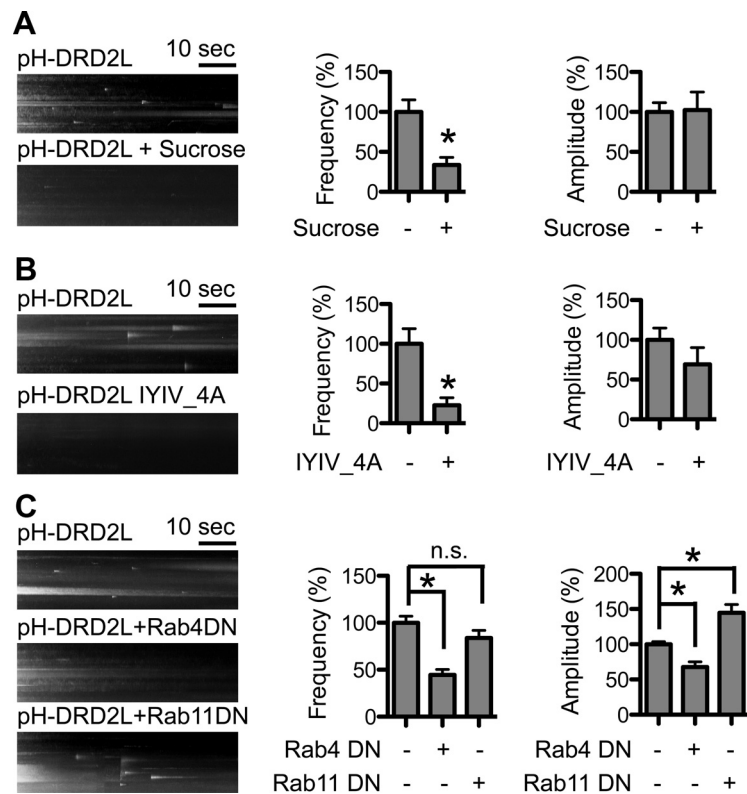 A
pH-DRD2L 10 sec
pH-DRD2L + Sucrose
Frequency (%)
150
100
50
0
Sucrose - +
*
Amplitude (%)
150
100
50
0
Sucrose - +
B
pH-DRD2L 10 sec
pH-DRD2L IYIV_4A
Frequency (%)
150
100
50
0
IYIV_4A - +
*
Amplitude (%)
150
100
50
0
IYIV_4A - +
C
pH-DRD2L 10 sec
pH-DRD2L+Rab4DN
pH-DRD2L+Rab11DN
Frequency (%)
n.s.
*
150
100
50
0
Rab4 DN - + -
Rab11 DN - - +
Amplitude (%)
*
*
200
150
100
50
0
Rab4 DN - + -
Rab11 DN - - +